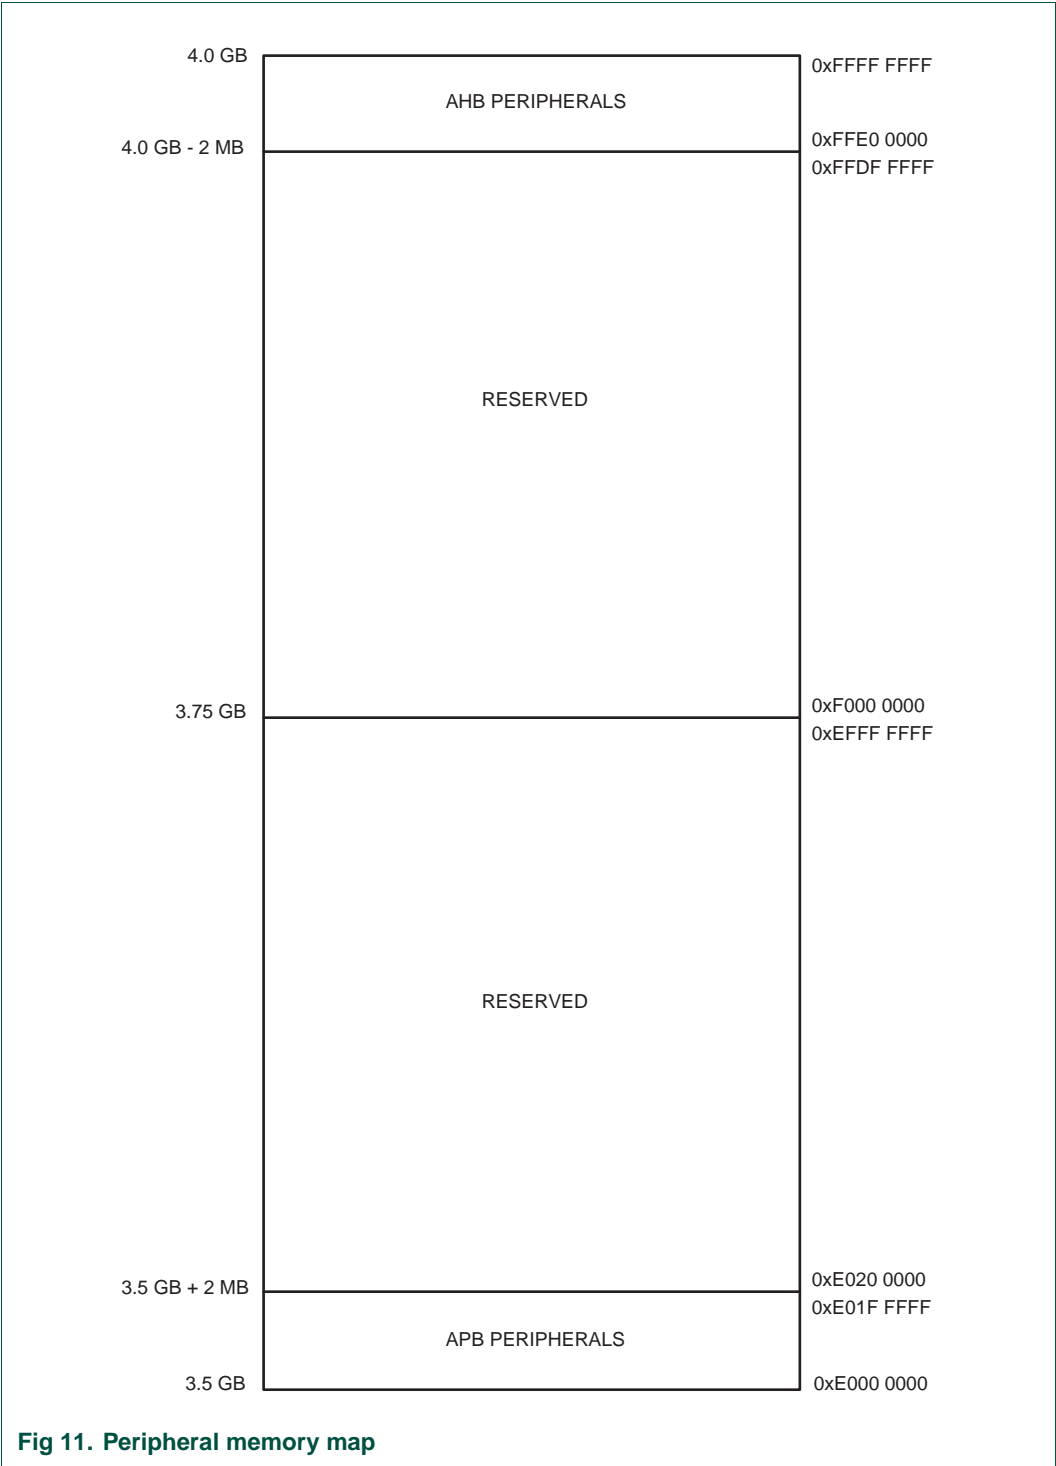 4.0 GB
0xFFFF FFFF
AHB PERIPHERALS
4.0 GB - 2 MB
0xFFE0 0000
0xFFDF FFFF
RESERVED
3.75 GB
0xF000 0000
0xEFFF FFFF
RESERVED
3.5 GB + 2 MB
0xE020 0000
0xE01F FFFF
APB PERIPHERALS
3.5 GB
0xE000 0000
Fig 11. Peripheral memory map